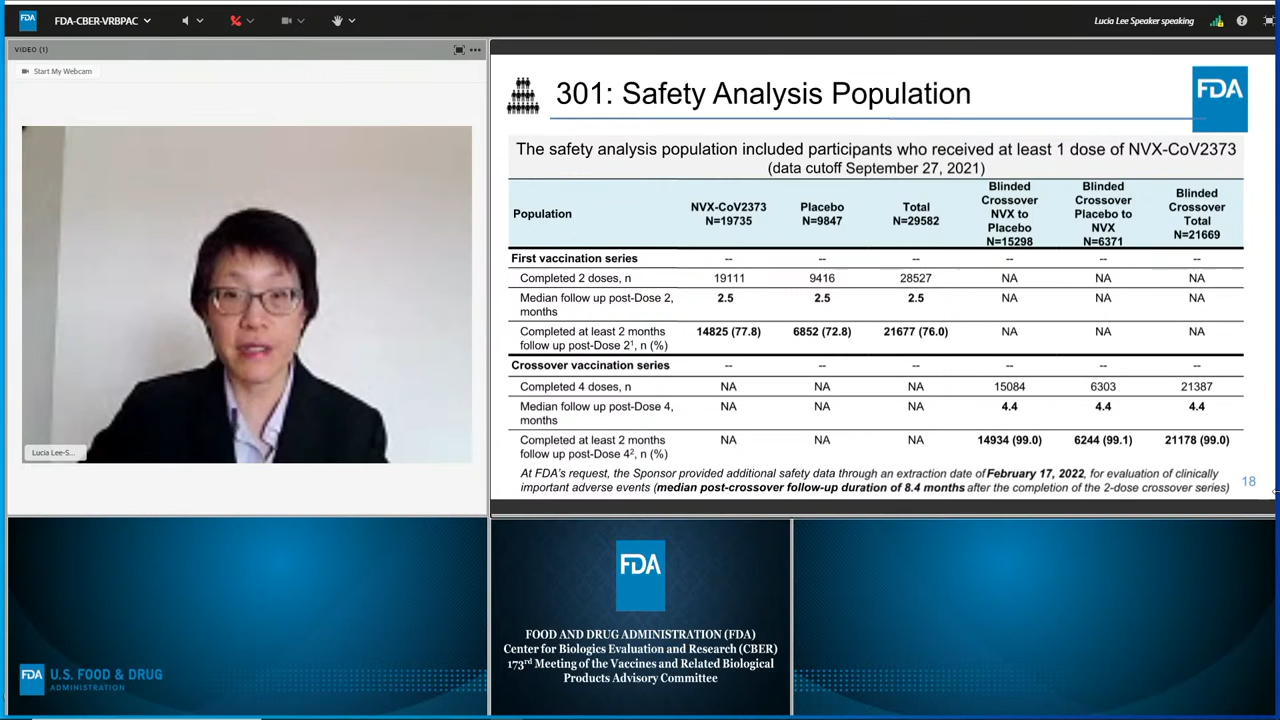 FDA
FDA-CBER-VRBPAC
Lucia Lee Speaker speaking
VIDEO (1)
Start My Webcam
Lucia Lee-S...
301: Safety Analysis Population
FDA
The safety analysis population included participants who received at least 1 dose of NVX-CoV2373
(data cutoff September 27, 2021)
Population
NVX-CoV2373
N=19735
Placebo
N=9847
Total
N=29582
Blinded
Crossover
NVX to
Placebo
N=15298
Blinded
Crossover
Placebo to
NVX
N=6371
Blinded
Crossover
Total
N=21669
First vaccination series -- -- -- -- -- --
Completed 2 doses, n 19111 9416 28527 NA NA NA
Median follow up post-Dose 2, 2.5 2.5 2.5 NA NA NA
months
Completed at least 2 months 14825 (77.8) 6852 (72.8) 21677 (76.0) NA NA NA
follow up post-Dose 2¹, n (%)
Crossover vaccination series -- -- -- -- -- --
Completed 4 doses, n NA NA NA 15084 6303 21387
Median follow up post-Dose 4, NA NA NA 4.4 4.4 4.4
months
Completed at least 2 months NA NA NA 14934 (99.0) 6244 (99.1) 21178 (99.0)
follow up post-Dose 4², n (%)
At FDA's request, the Sponsor provided additional safety data through an extraction date of February 17, 2022, for evaluation of clinically
important adverse events (median post-crossover follow-up duration of 8.4 months after the completion of the 2-dose crossover series)
18
FDA
FOOD AND DRUG ADMINISTRATION (FDA)
Center for Biologics Evaluation and Research (CBER)
173rd Meeting of the Vaccines and Related Biological
Products Advisory Committee
FDA
U.S. FOOD & DRUG
ADMINISTRATION